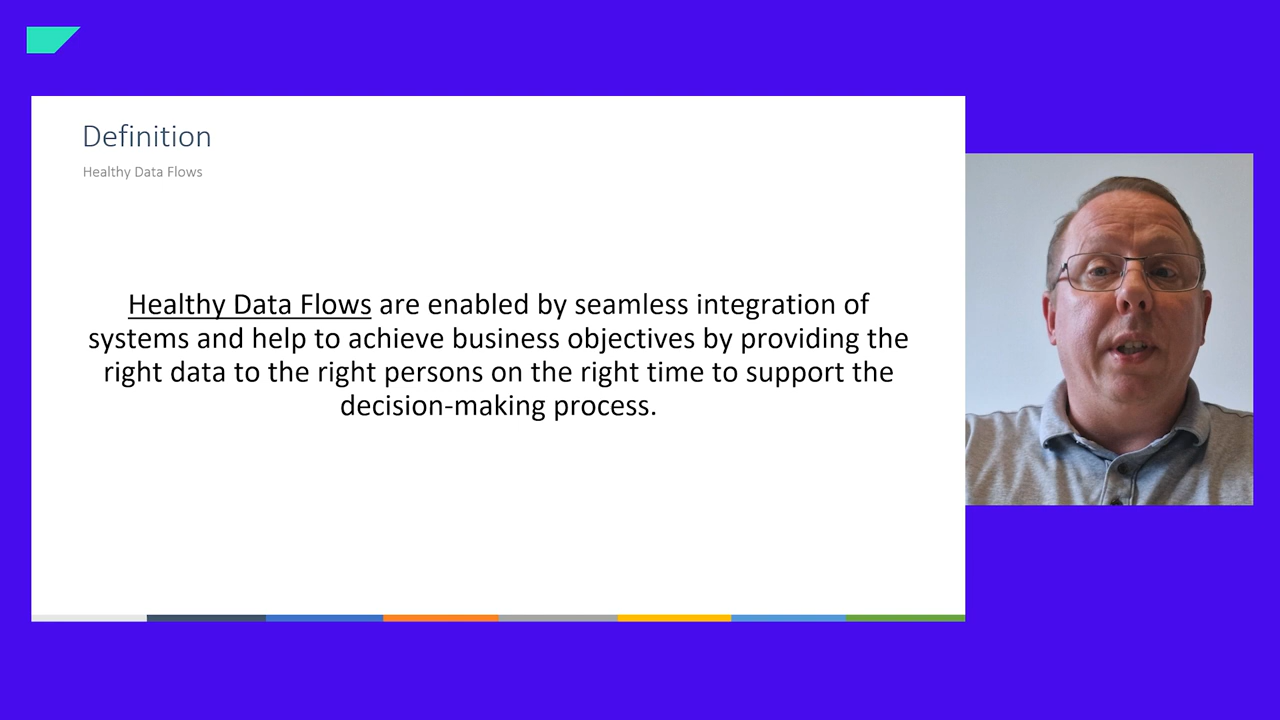 Definition
Healthy Data Flows
Healthy Data Flows are enabled by seamless integration of
systems and help to achieve business objectives by providing the
right data to the right persons on the right time to support the
decision-making process.